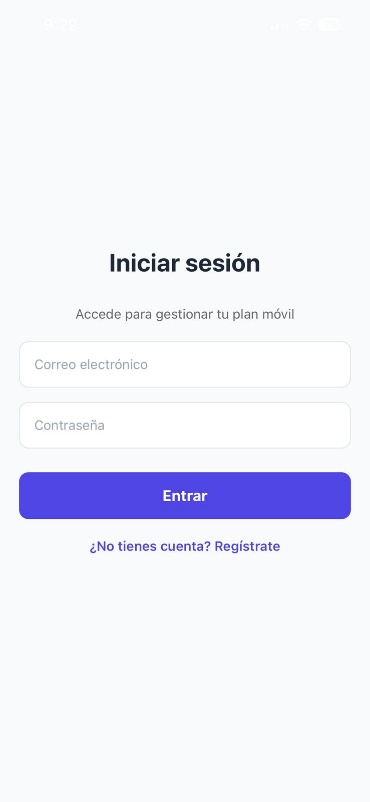 Iniciar sesión
Accede para gestionar tu plan móvil
Correo electrónico
Contraseña
Entrar
¿No tienes cuenta? Regístrate